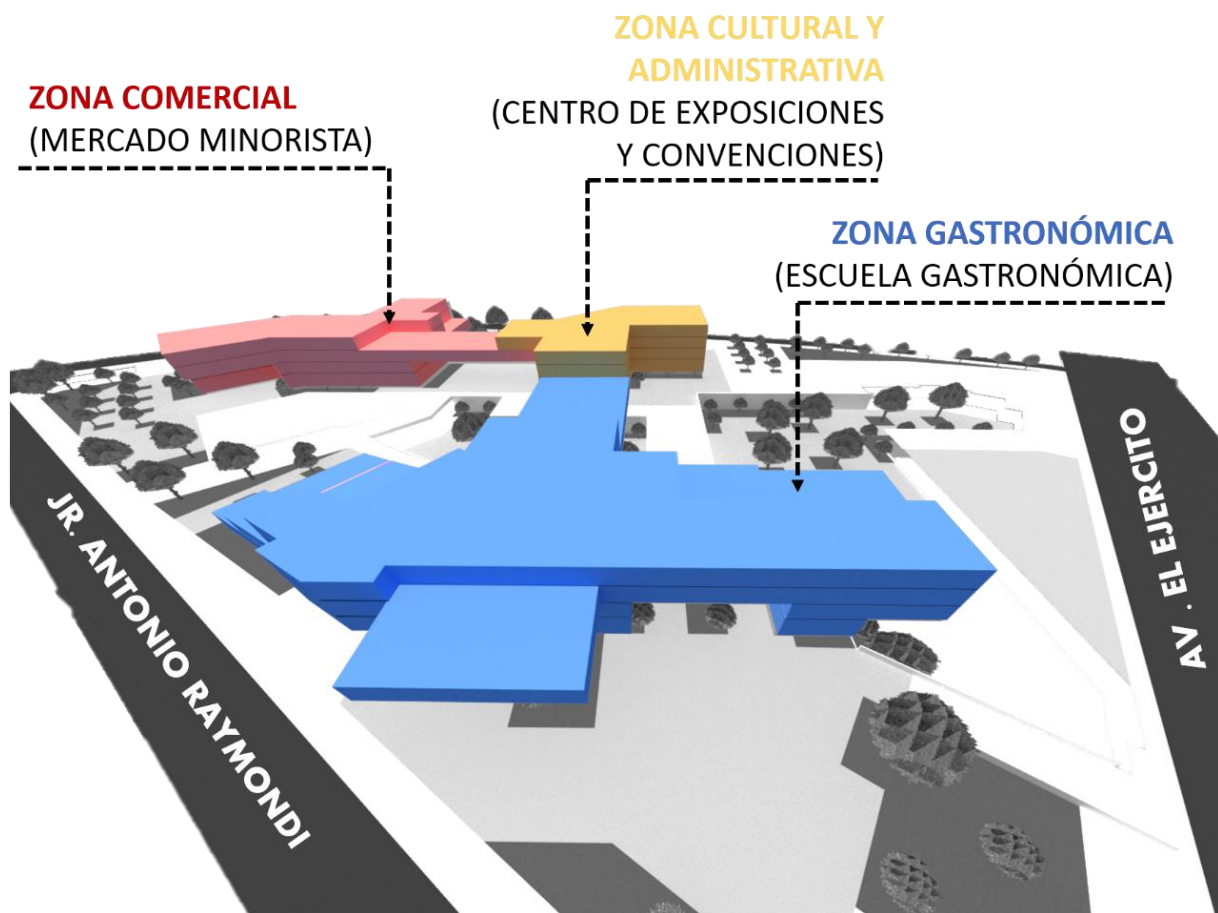 ZONA CULTURAL Y
ADMINISTRATIVA
(CENTRO DE EXPOSICIONES
Y CONVENCIONES)
ZONA COMERCIAL
(MERCADO MINORISTA)
ZONA GASTRONÓMICA
(ESCUELA GASTRONÓMICA)
JR. ANTONIO RAYMONDI
AV . EL EJERCITO